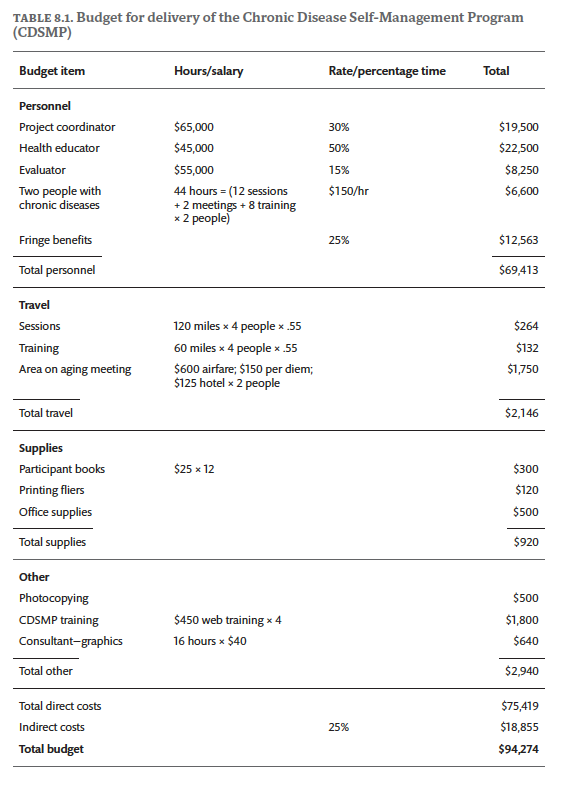 TABLE 8.1. Budget for delivery of the Chronic Disease Self-Management Program
(CDSMP)
Budget item Hours/salary Rate/percentage time Total
Personnel
Project coordinator $65,000 30% $19,500
Health educator $45,000 50% $22,500
Evaluator $55,000 15% $8,250
Two people with 44 hours = (12 sessions $150/hr $6,600
chronic diseases + 2 meetings + 8 training
× 2 people)
Fringe benefits 25% $12,563
Total personnel $69,413
Travel
Sessions 120 miles × 4 people × .55 $264
Training 60 miles × 4 people × .55 $132
Area on aging meeting $600 airfare; $150 per diem; $1,750
$125 hotel × 2 people
Total travel $2,146
Supplies
Participant books $25 × 12 $300
Printing fliers $120
Office supplies $500
Total supplies $920
Other
Photocopying $500
CDSMP training $450 web training × 4 $1,800
Consultant–graphics 16 hours × $40 $640
Total other $2,940
Total direct costs $75,419
Indirect costs 25% $18,855
Total budget $94,274